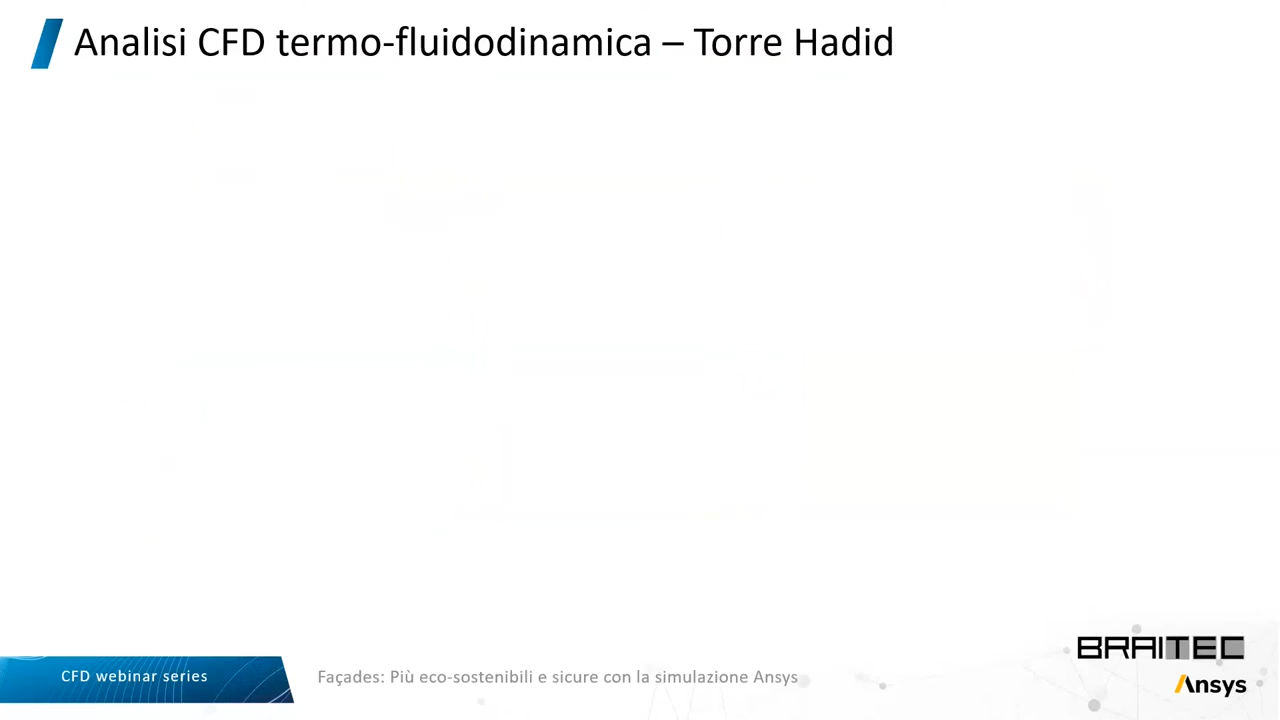 Analisi CFD termo-fluidodinamica – Torre Hadid
BRAITEC
CFD webinar series
Façades: Più eco-sostenibili e sicure con la simulazione Ansys
Ansys